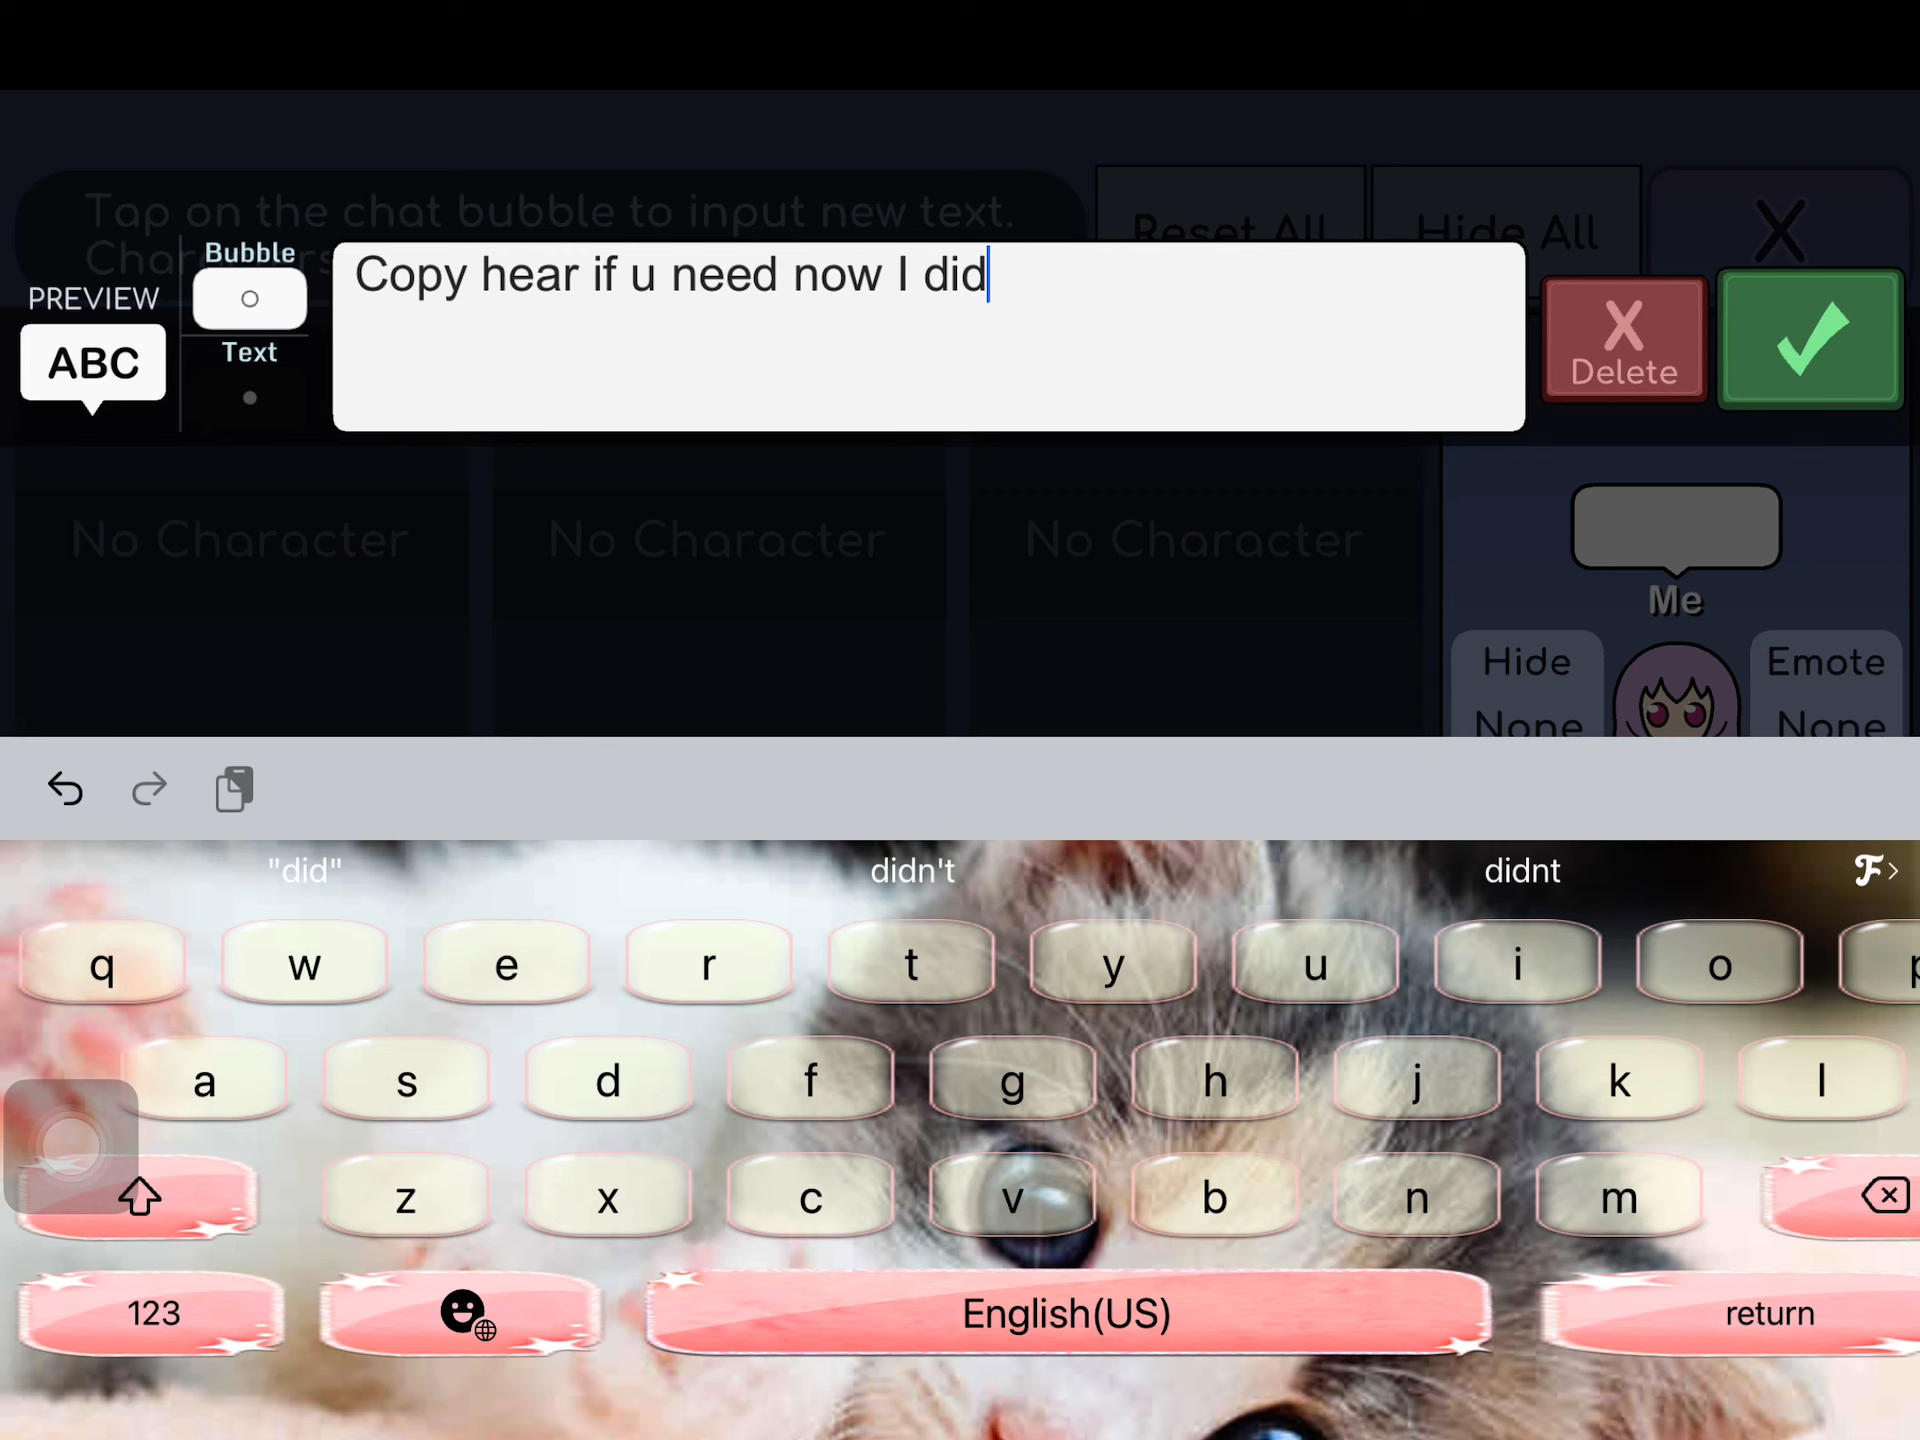 Tap on the chat bubble to input new text.
Characters
Reset All
Hide All
X
Bubble
PREVIEW
ABC
Text
Copy hear if u need now I did
X
Delete
No Character
No Character
No Character
Me
Hide
None
Emote
None
"did"
didn't
didnt
q w e r t y u i o p
a s d f g h j k l
z x c v b n m
123
English(US)
return